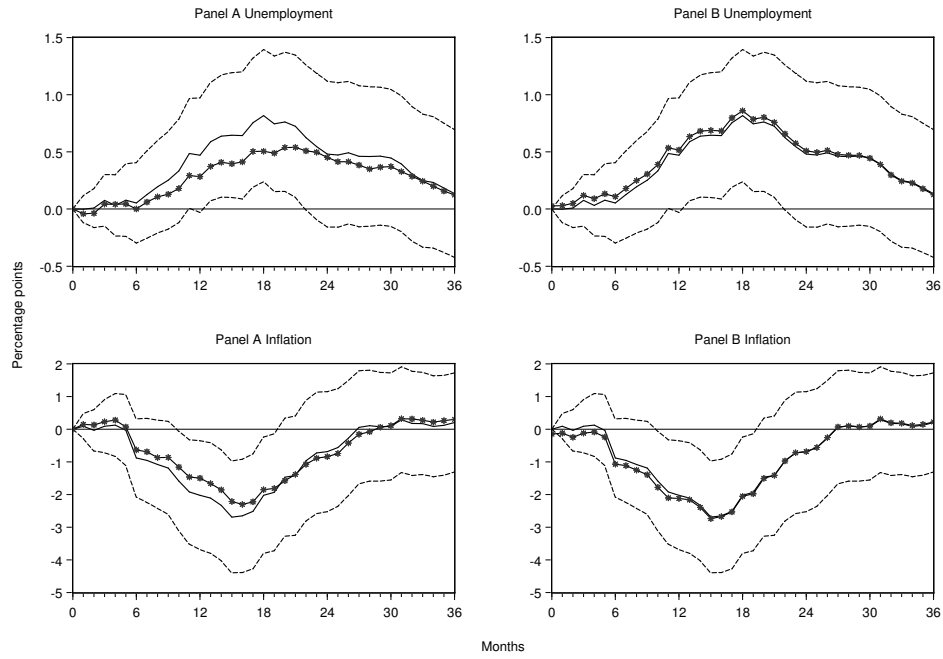 Panel A Unemployment
Panel B Unemployment
1.5
1.0
0.5
0.0
-0.5
0 6 12 18 24 30 36
1.5
1.0
0.5
0.0
-0.5
0 6 12 18 24 30 36
Percentage points
Panel A Inflation
Panel B Inflation
2
1
0
-1
-2
-3
-4
-5
0 6 12 18 24 30 36
2
1
0
-1
-2
-3
-4
-5
0 6 12 18 24 30 36
Months